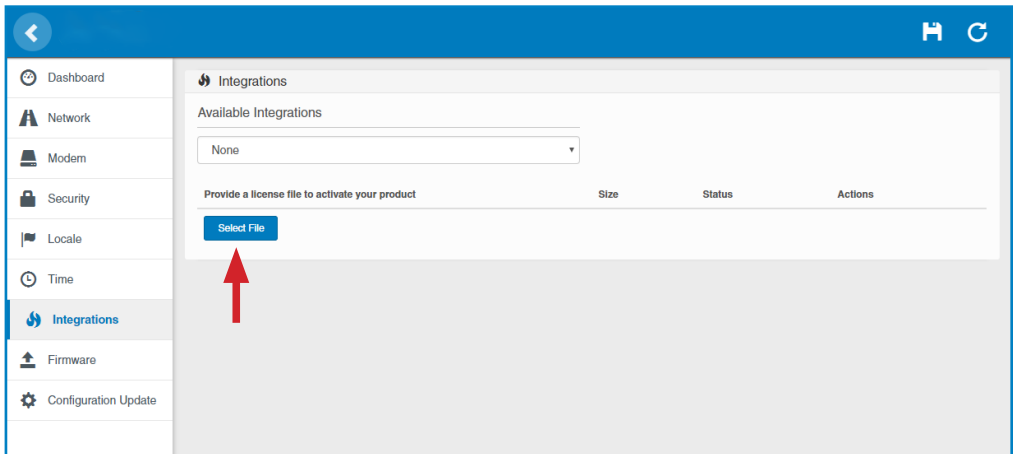 Dashboard
Network
Modem
Security
Locale
Time
Integrations
Firmware
Configuration Update
Integrations
Available Integrations
None
Provide a license file to activate your product Size Status Actions
Select File